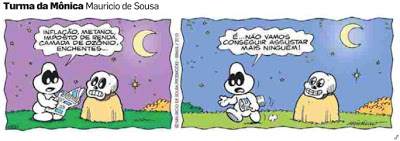 Turma da Mônica Mauricio de Sousa
INFLAÇÃO, METANOL,
IMPOSTO DE RENDA,
CAMADA DE OZÔNIO,
ENCHENTES...
É... NÃO VAMOS
CONSEGUIR ASSUSTAR
MAIS NINGUÉM!